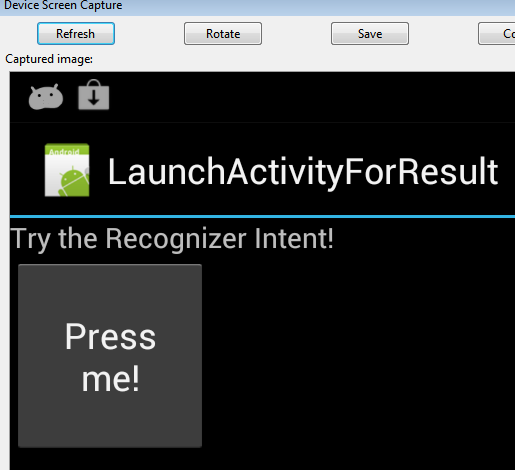 Device Screen Capture
Refresh Rotate Save
Captured image:
Android
LaunchActivityForResult
Try the Recognizer Intent!
Press
me!